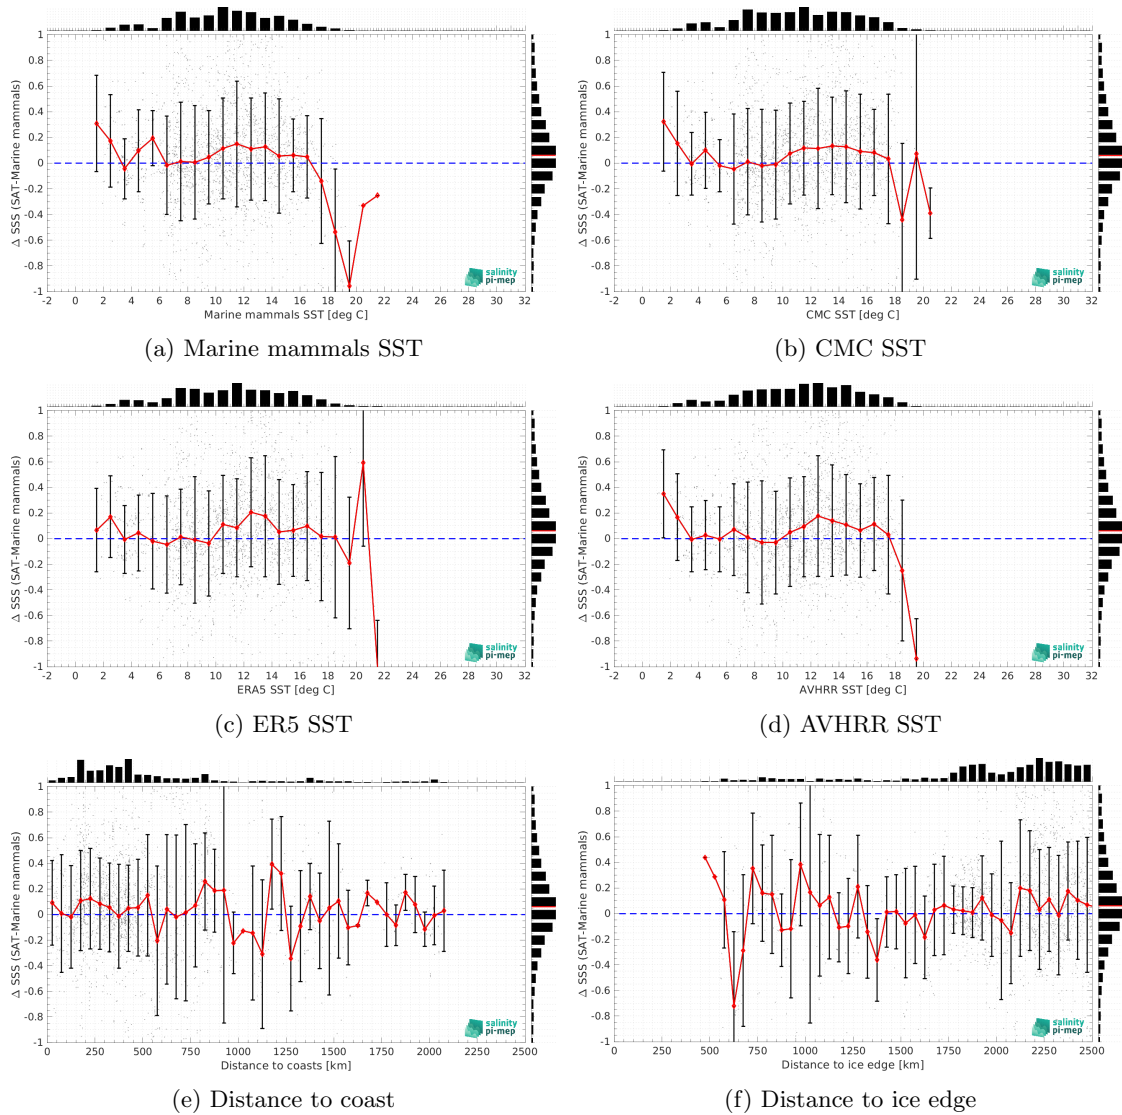 1
0.8
0.6
0.4
0.2
0
-0.2
-0.4
-0.6
-0.8
-1
Δ SSS (SAT-Marine mammals)
-2 0 2 4 6 8 10 12 14 16 18 20 22 24 26 28 30 32
Marine mammals SST [deg C]
salinity
pi-mep
(a) Marine mammals SST
1
0.8
0.6
0.4
0.2
0
-0.2
-0.4
-0.6
-0.8
-1
Δ SSS (SAT-Marine mammals)
-2 0 2 4 6 8 10 12 14 16 18 20 22 24 26 28 30 32
CMC SST [deg C]
salinity
pi-mep
(b) CMC SST
1
0.8
0.6
0.4
0.2
0
-0.2
-0.4
-0.6
-0.8
-1
Δ SSS (SAT-Marine mammals)
-2 0 2 4 6 8 10 12 14 16 18 20 22 24 26 28 30 32
ERA5 SST [deg C]
salinity
pi-mep
(c) ER5 SST
1
0.8
0.6
0.4
0.2
0
-0.2
-0.4
-0.6
-0.8
-1
Δ SSS (SAT-Marine mammals)
-2 0 2 4 6 8 10 12 14 16 18 20 22 24 26 28 30 32
AVHRR SST [deg C]
salinity
pi-mep
(d) AVHRR SST
1
0.8
0.6
0.4
0.2
0
-0.2
-0.4
-0.6
-0.8
-1
Δ SSS (SAT-Marine mammals)
0 250 500 750 1000 1250 1500 1750 2000 2250 2500
Distance to coasts [km]
salinity
pi-mep
(e) Distance to coast
1
0.8
0.6
0.4
0.2
0
-0.2
-0.4
-0.6
-0.8
-1
Δ SSS (SAT-Marine mammals)
0 250 500 750 1000 1250 1500 1750 2000 2250 2500
Distance to ice edge [km]
salinity
pi-mep
(f) Distance to ice edge